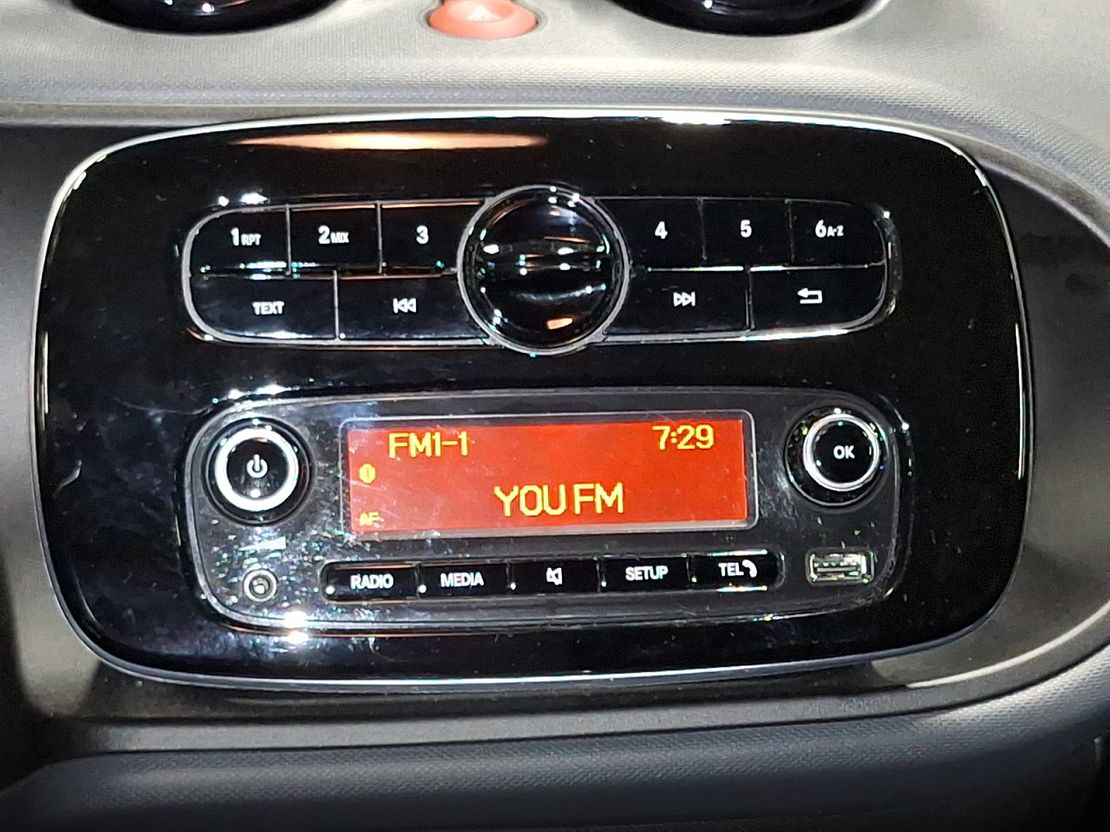 1RPT 2MIX 3 4 5 6A-Z
TEXT
FM1-1 7:29
YOU FM
AF
OK
RADIO MEDIA SETUP TEL